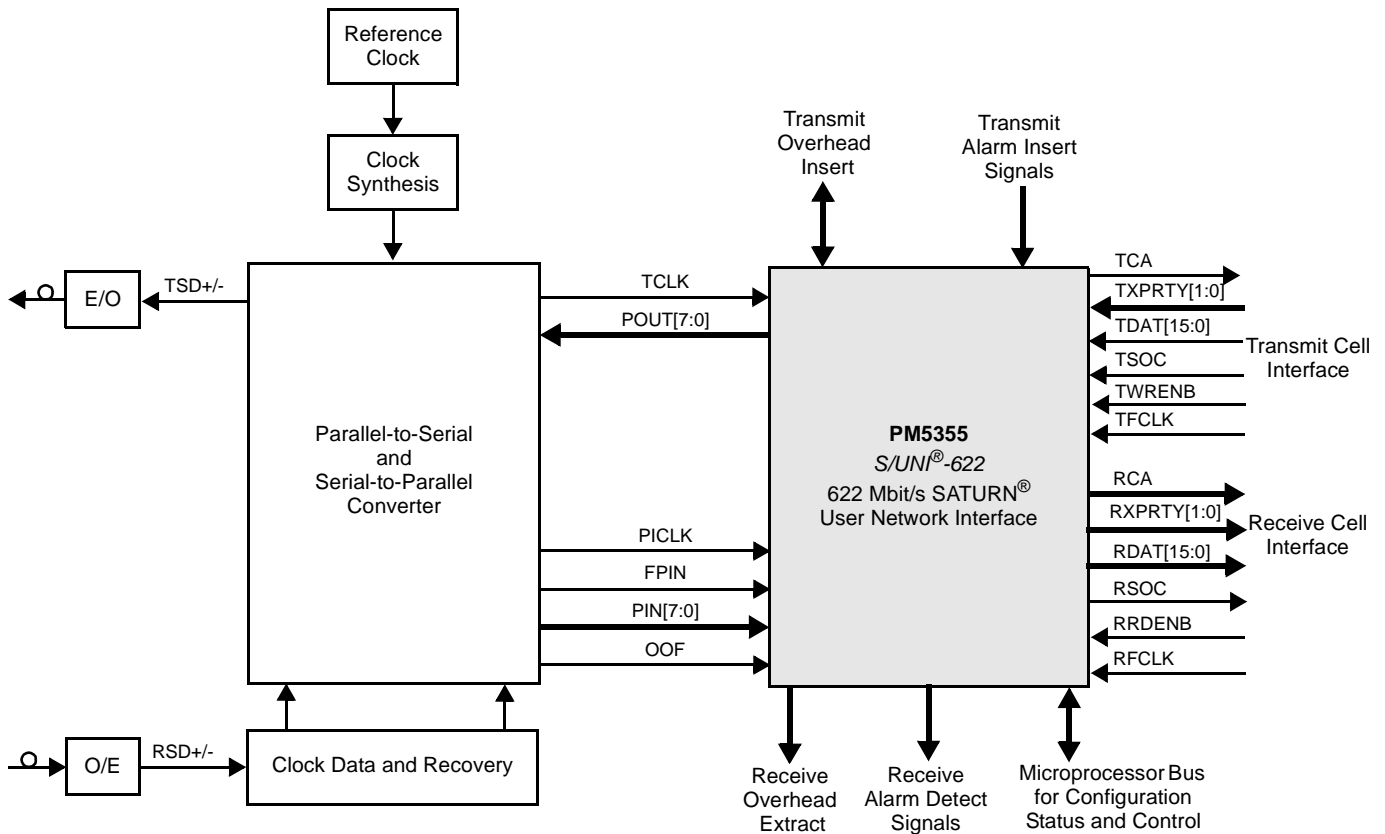 Reference
Clock
Clock
Synthesis
Transmit
Overhead
Insert
Transmit
Alarm Insert
Signals
E/O
TSD+/-
TCLK
POUT[7:0]
TCA
TXPRTY[1:0]
TDAT[15:0]
TSOC
TWRENB
TFCLK
Transmit Cell
Interface
Parallel-to-Serial
and
Serial-to-Parallel
Converter
PM5355
S/UNI®-622
622 Mbit/s SATURN®
User Network Interface
PICLK
FPIN
PIN[7:0]
OOF
RCA
RXPRTY[1:0]
RDAT[15:0]
RSOC
RRDENB
RFCLK
Receive Cell
Interface
O/E
RSD+/-
Clock Data and Recovery
Receive
Overhead
Extract
Receive
Alarm Detect
Signals
Microprocessor Bus
for Configuration
Status and Control